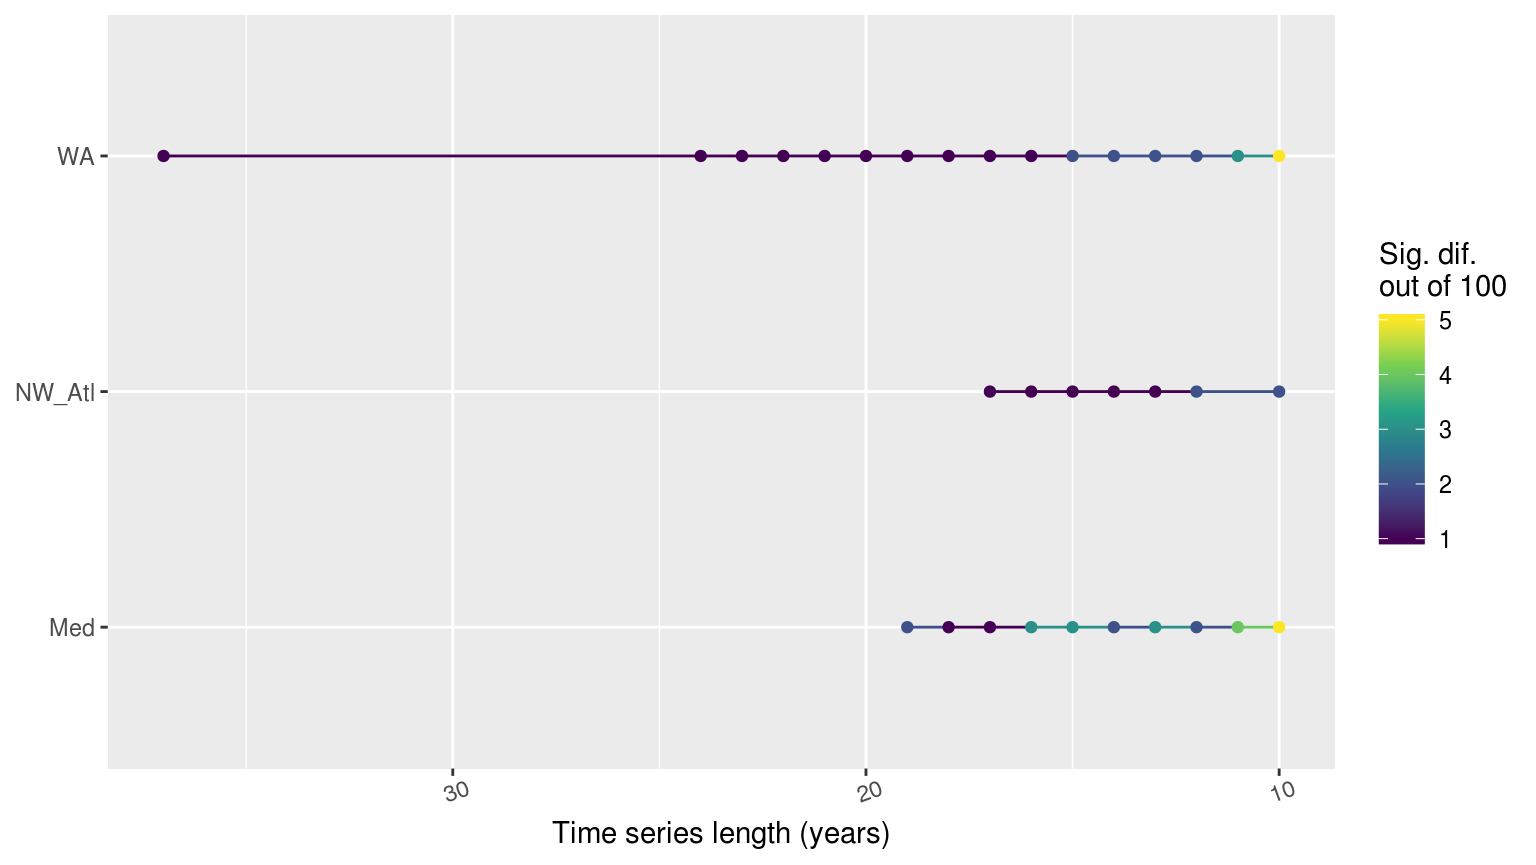 WA
NW_Atl
Med
30
20
10
Time series length (years)
Sig. dif.
out of 100
5
4
3
2
1